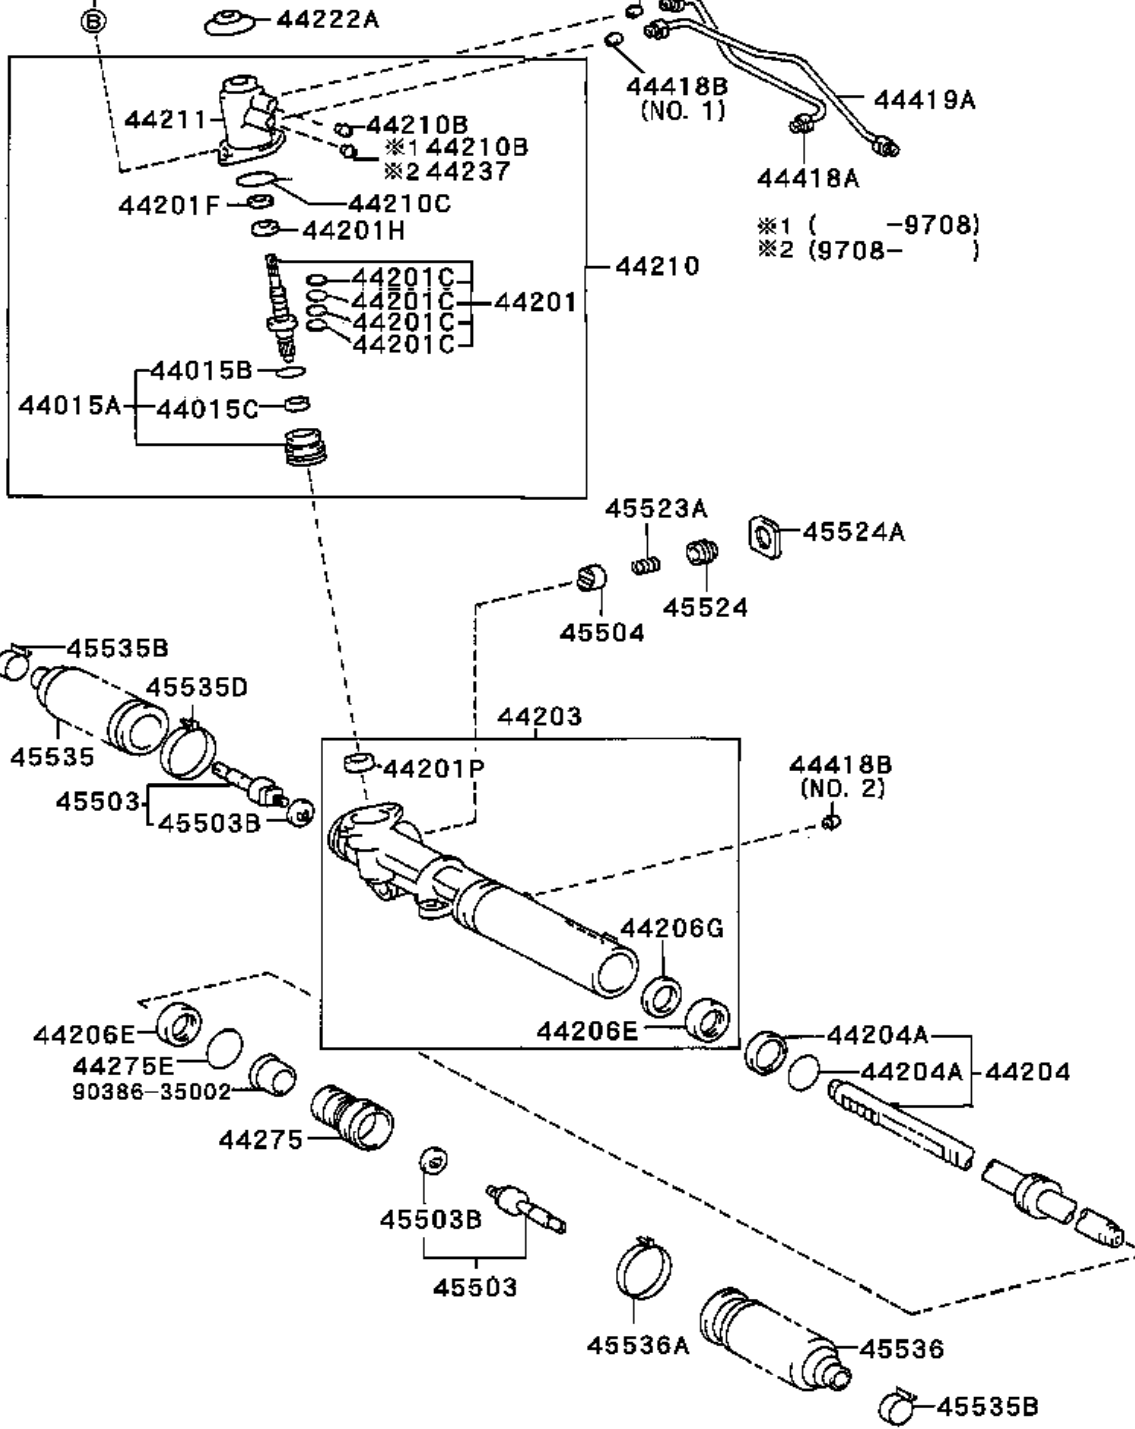 B
44222A
44418B
(NO. 1)
44419A
44211
44210B
※1 44210B
※2 44237
44418A
44201F
44210C
44201H
※1 (       -9708)
※2 (9708-       )
44210
44201C
44201C
44201C
44201C
44201
44015B
44015A
44015C
45523A
45524A
45524
45504
45535B
45535D
45535
44203
44201P
44418B
(NO. 2)
45503
45503B
44206G
44206E
44206E
44275E
90386-35002
44275
44204A
44204A
44204
45503B
45503
45536A
45536
45535B